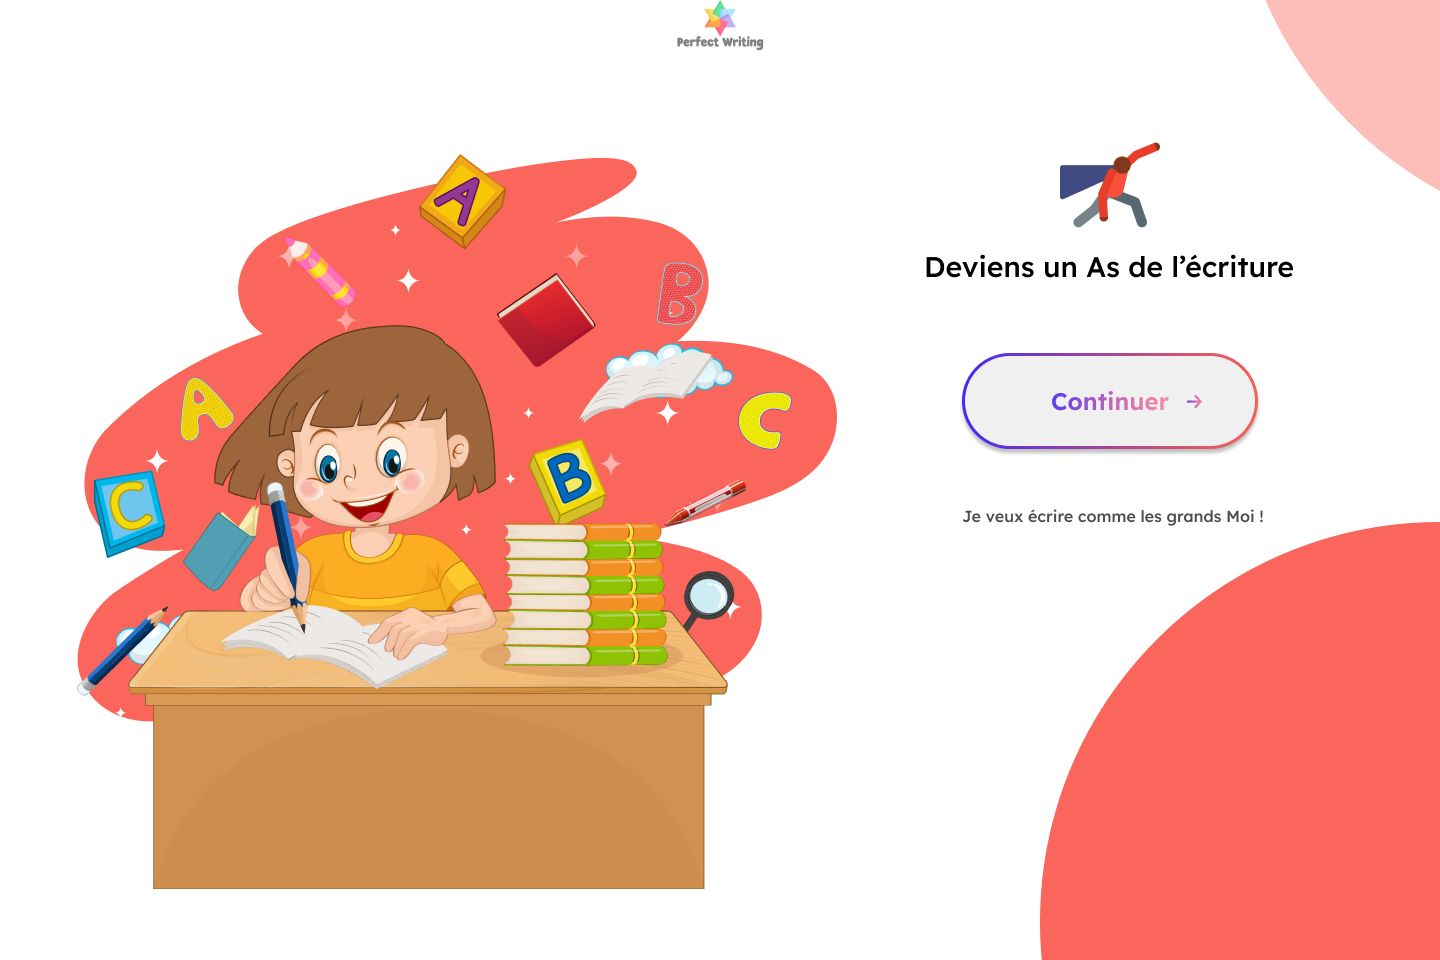 Perfect Writing
A
B
A
C
B
C
Deviens un As de l’écriture
Continuer →
Je veux écrire comme les grands Moi !